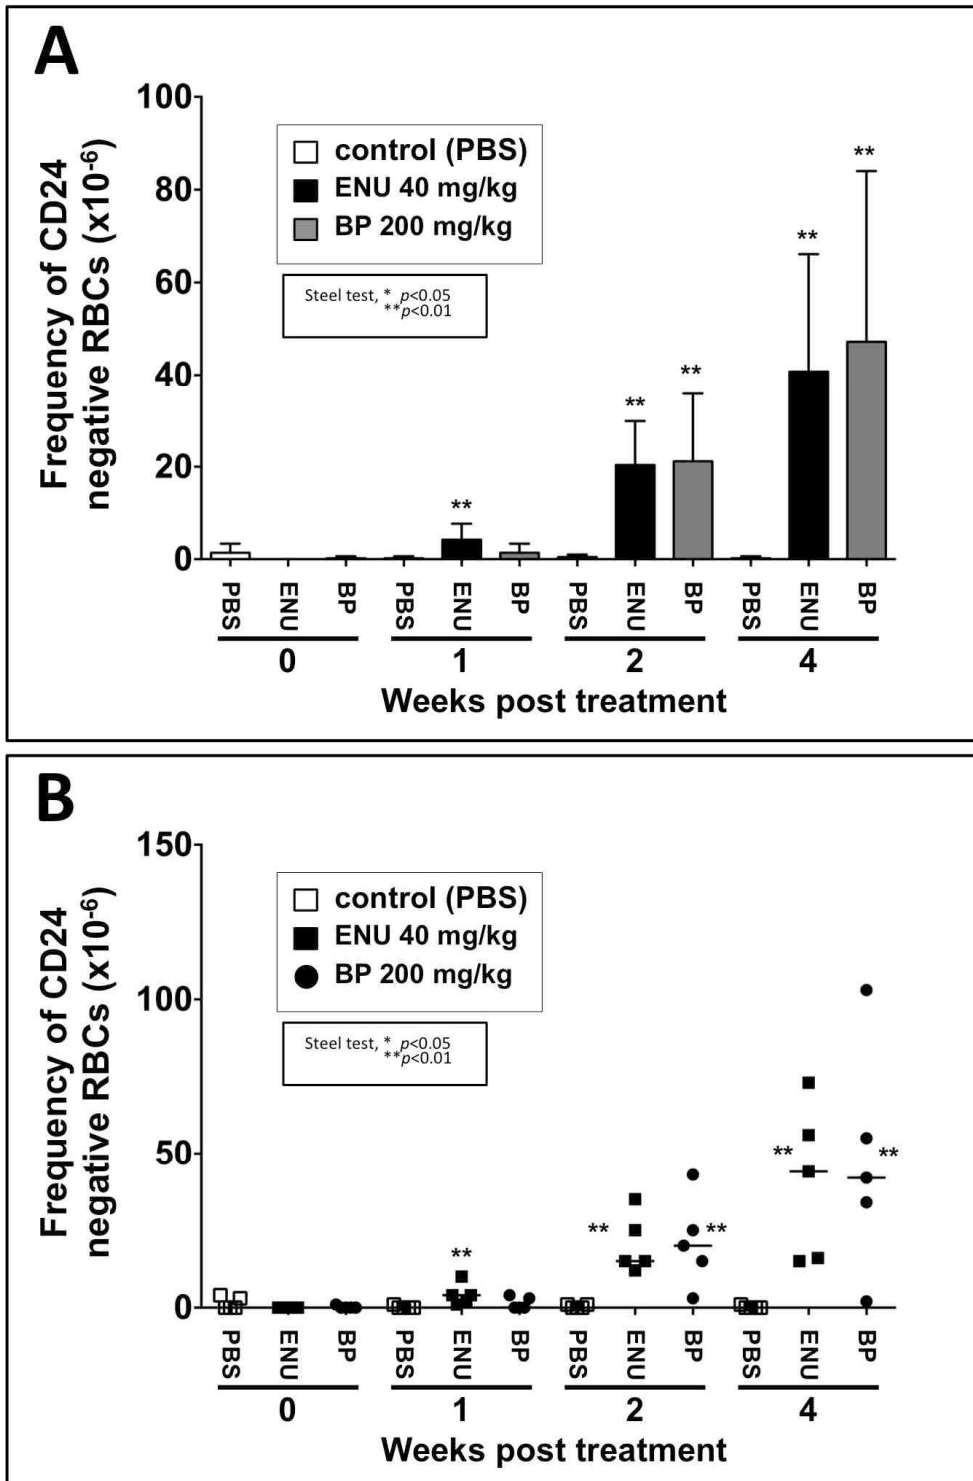 A
Frequency of CD24
negative RBCs (x10-6)
100
80
60
40
20
0
control (PBS)
ENU 40 mg/kg
BP 200 mg/kg
Steel test, * p<0.05
**p<0.01
**
**
**
**
**
PBS ENU BP PBS ENU BP PBS ENU BP PBS ENU BP
0 1 2 4
Weeks post treatment
B
Frequency of CD24
negative RBCs (x10-6)
150
100
50
0
control (PBS)
ENU 40 mg/kg
BP 200 mg/kg
Steel test, * p<0.05
**p<0.01
**
**
**
**
**
PBS ENU BP PBS ENU BP PBS ENU BP PBS ENU BP
0 1 2 4
Weeks post treatment